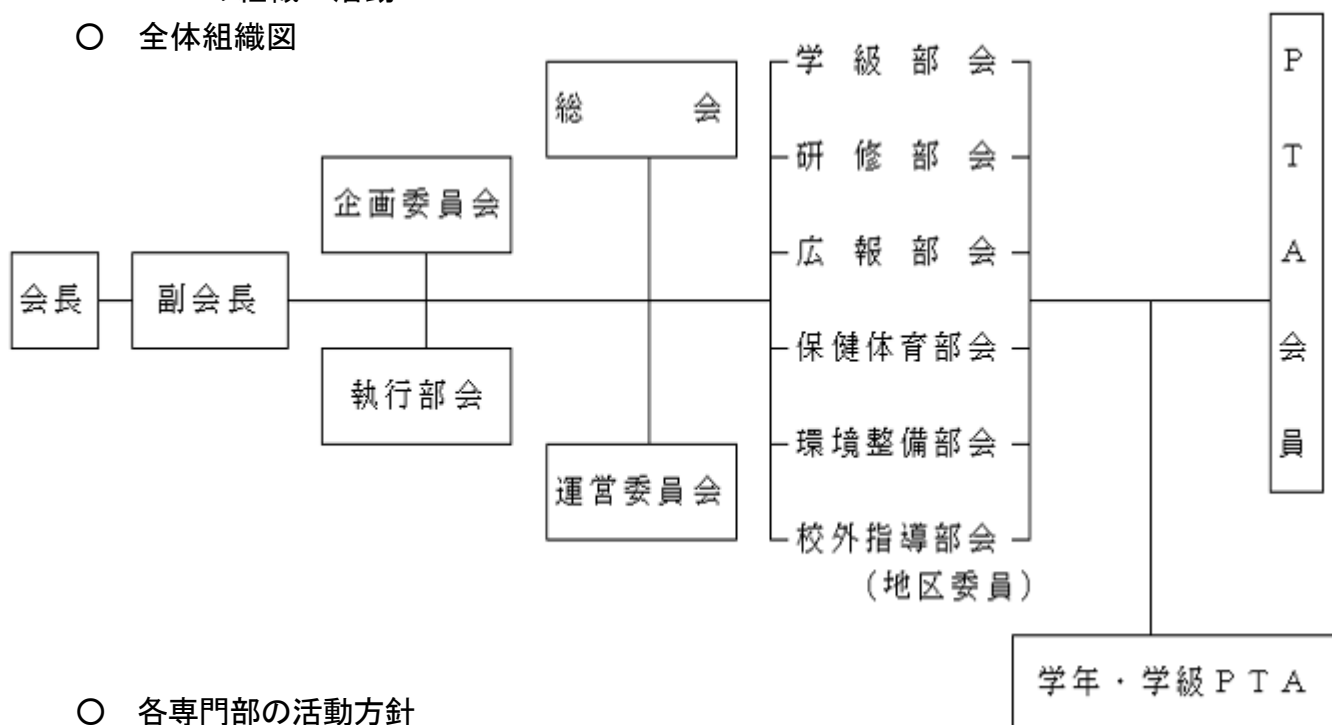 ○ 全体組織図
総会
企画委員会
会長
副会長
執行部会
運営委員会
学級部会
研修部会
広報部会
保健体育部会
環境整備部会
校外指導部会
(地区委員)
PTA会員
学年・学級PTA
○ 各専門部の活動方針